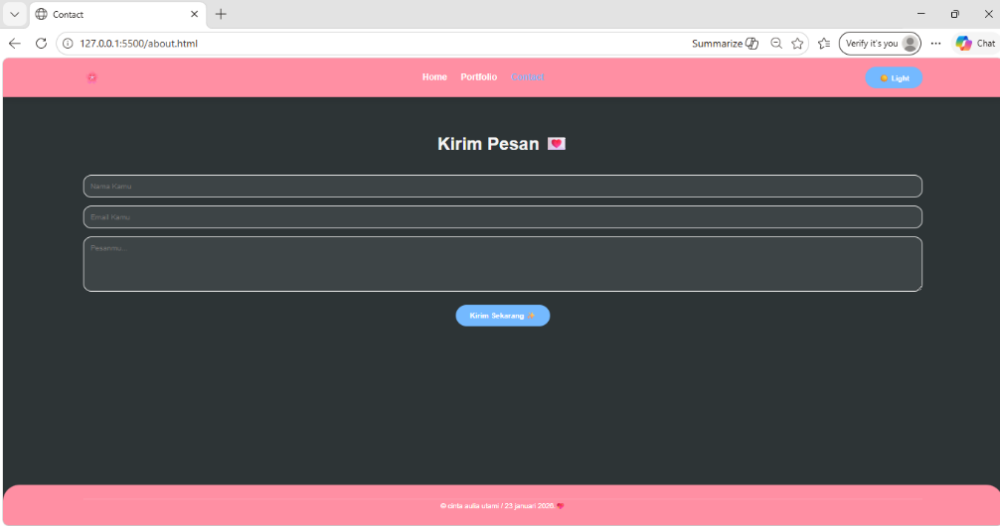 Contact
127.0.0.1:5500/about.html
Summarize
Verify it's you
Chat
Home Portfolio Contact
Light
Kirim Pesan 💌
Nama Kamu
Email Kamu
Pesanmu...
Kirim Sekarang
© cinta aulia utami / 23 januari 2026.